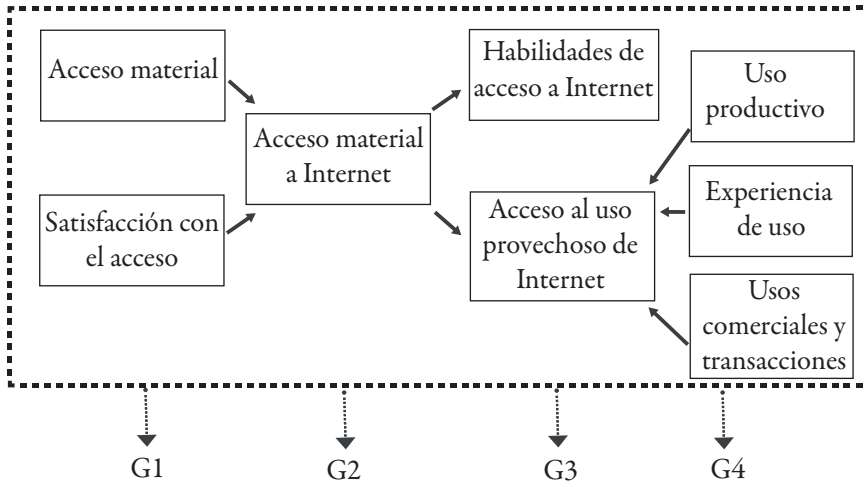 Acceso material
Satisfacción con
el acceso
Acceso material
a Internet
Habilidades de
acceso a Internet
Acceso al uso
provechoso de
Internet
Uso
productivo
Experiencia
de uso
Usos
comerciales y
transacciones
G1
G2
G3
G4